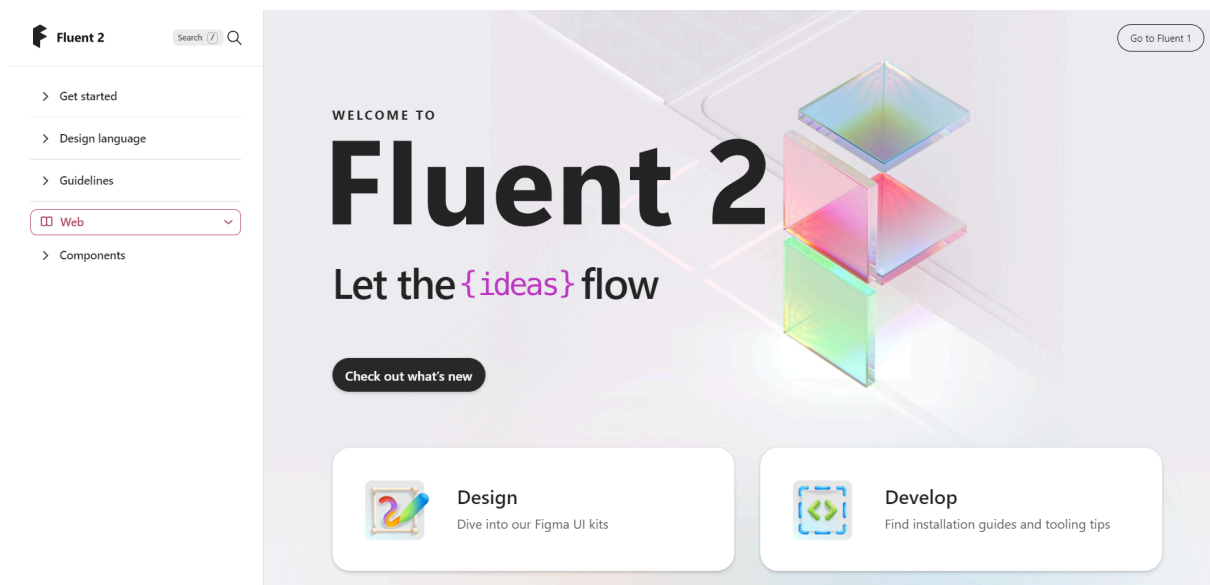 Fluent 2
Search /
Get started
Design language
Guidelines
Web
Components
Go to Fluent 1
WELCOME TO
Fluent 2
Let the {ideas} flow
Check out what's new
Design
Dive into our Figma UI kits
Develop
Find installation guides and tooling tips